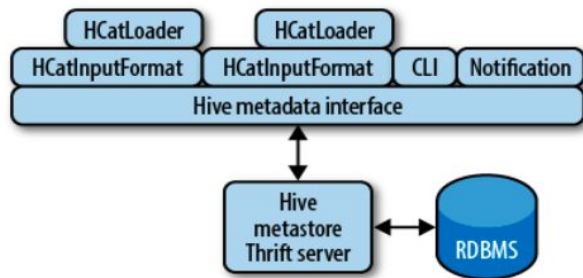 HCatLoader
HCatLoader
HCatInputFormat
HCatInputFormat
CLI
Notification
Hive metadata interface
Hive
metastore
Thrift server
RDBMS